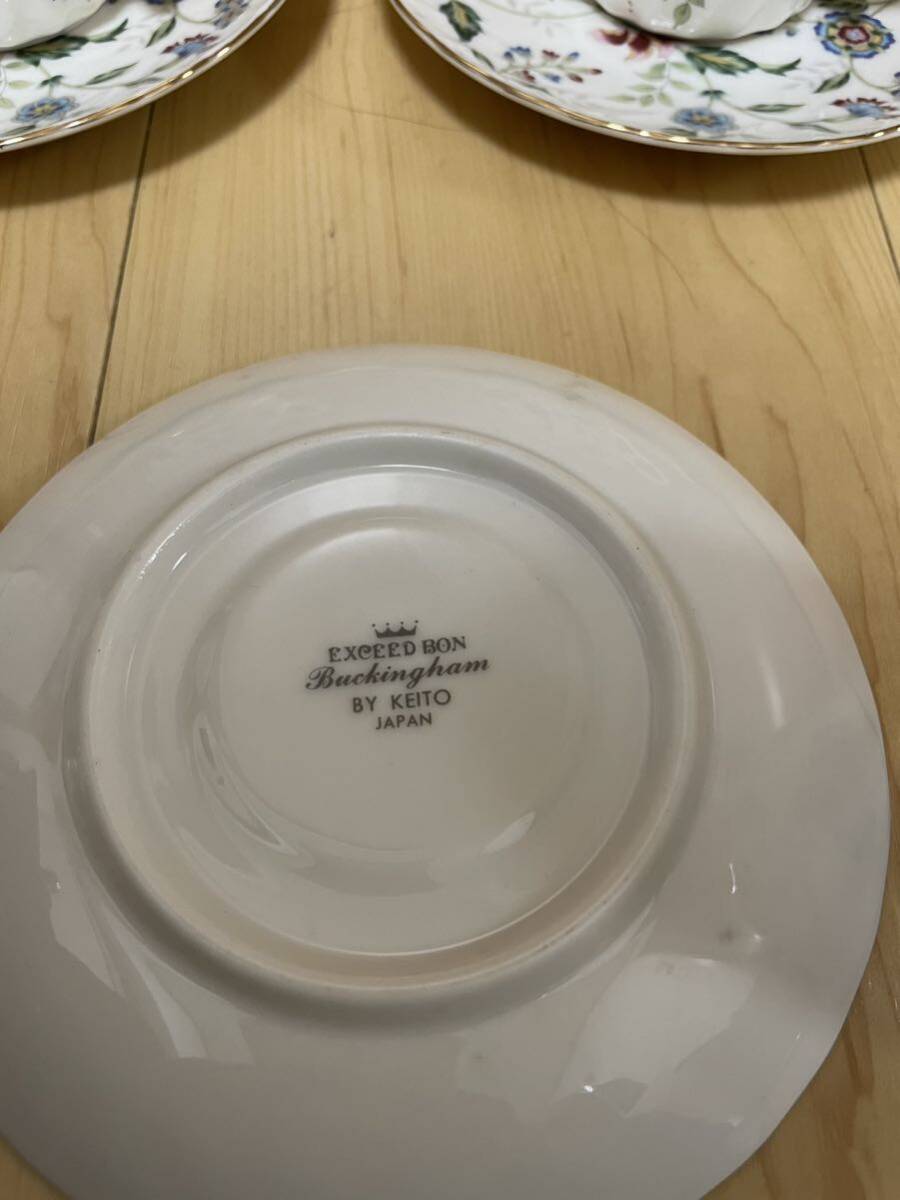 EXCEED BON
Buckingham
BY KEITO
JAPAN